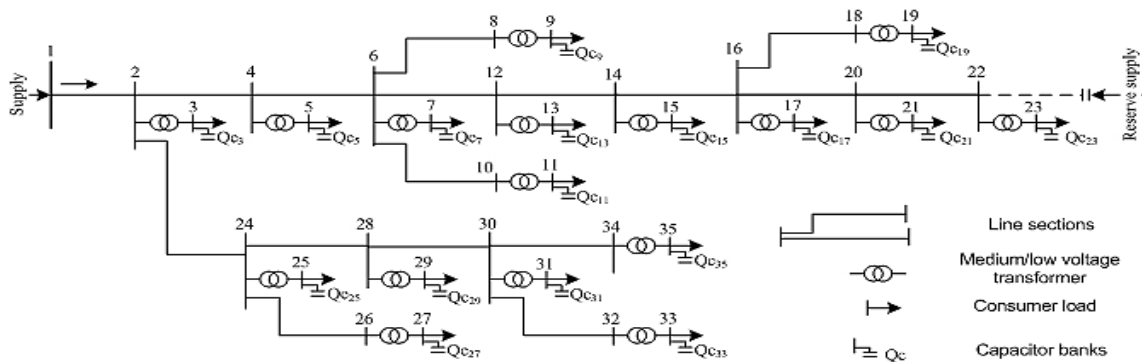 1
Supply
2
3
Qc3
4
5
Qc5
6
7
Qc7
8
9
Qc9
10
11
Qc11
12
13
Qc13
14
15
Qc15
16
17
Qc17
18
19
Qc19
20
21
Qc21
22
23
Qc23
Reserve supply
24
25
Qc25
26
27
Qc27
28
29
Qc29
30
31
Qc31
32
33
Qc33
34
35
Qc35
Line sections
Medium/low voltage
transformer
Consumer load
Qc
Capacitor banks